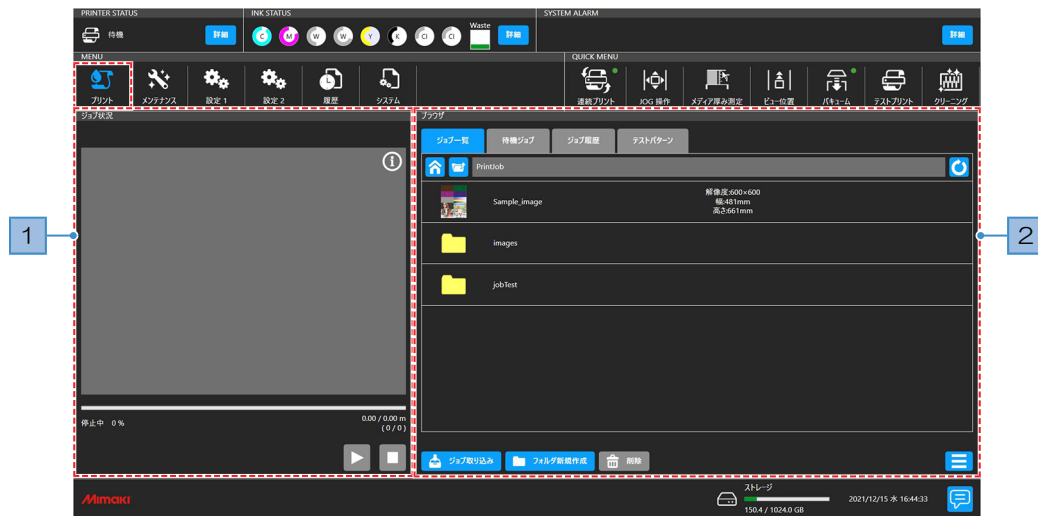 PRINTER STATUS
INK STATUS
SYSTEM ALARM
待機
詳細
C M W W Y K Cl Cl
Waste
詳細
詳細
MENU
QUICK MENU
プリント
メンテナンス
設定 1
設定 2
履歴
システム
連続プリント
JOG 操作
メディア厚み測定
ビュー位置
バキューム
テストプリント
クリーニング
ジョブ状況
ブラウザ
ジョブ一覧
待機ジョブ
ジョブ履歴
テストパターン
PrintJob
Sample_image
解像度:600×600
幅:481mm
高さ:661mm
1
images
2
jobTest
停止中 0 %
0.00 / 0.00 m
( 0 / 0 )
ジョブ取り込み
フォルダ新規作成
削除
Mimaki
ストレージ
150.4 / 1024.0 GB
2021/12/15 水 16:44:33